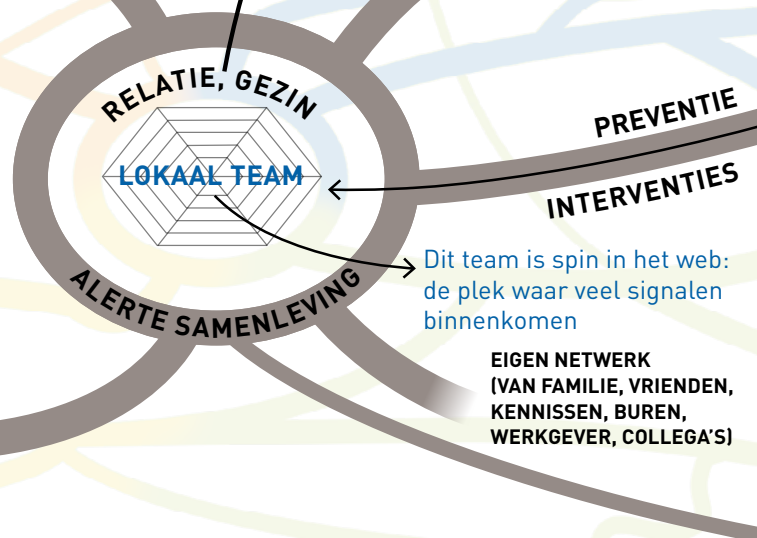 RELATIE, GEZIN
LOKAAL TEAM
ALERTE SAMENLEVING
PREVENTIE
INTERVENTIES
Dit team is spin in het web:
de plek waar veel signalen
binnenkomen
EIGEN NETWERK
(VAN FAMILIE, VRIENDEN,
KENNISSEN, BUREN,
WERKGEVER, COLLEGA'S)